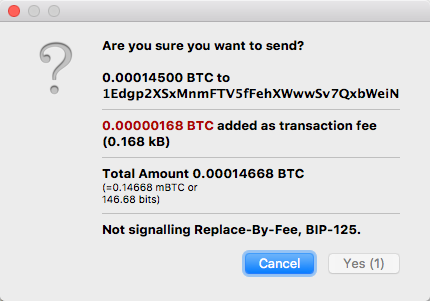 Are you sure you want to send?
0.00014500 BTC to
1Edgp2XSxMnmFTV5fFehXWwwSv7QxbWeiN
0.00000168 BTC added as transaction fee
(0.168 kB)
Total Amount 0.00014668 BTC
(=0.14668 mBTC or
146.68 bits)
Not signalling Replace-By-Fee, BIP-125.
Cancel
Yes (1)